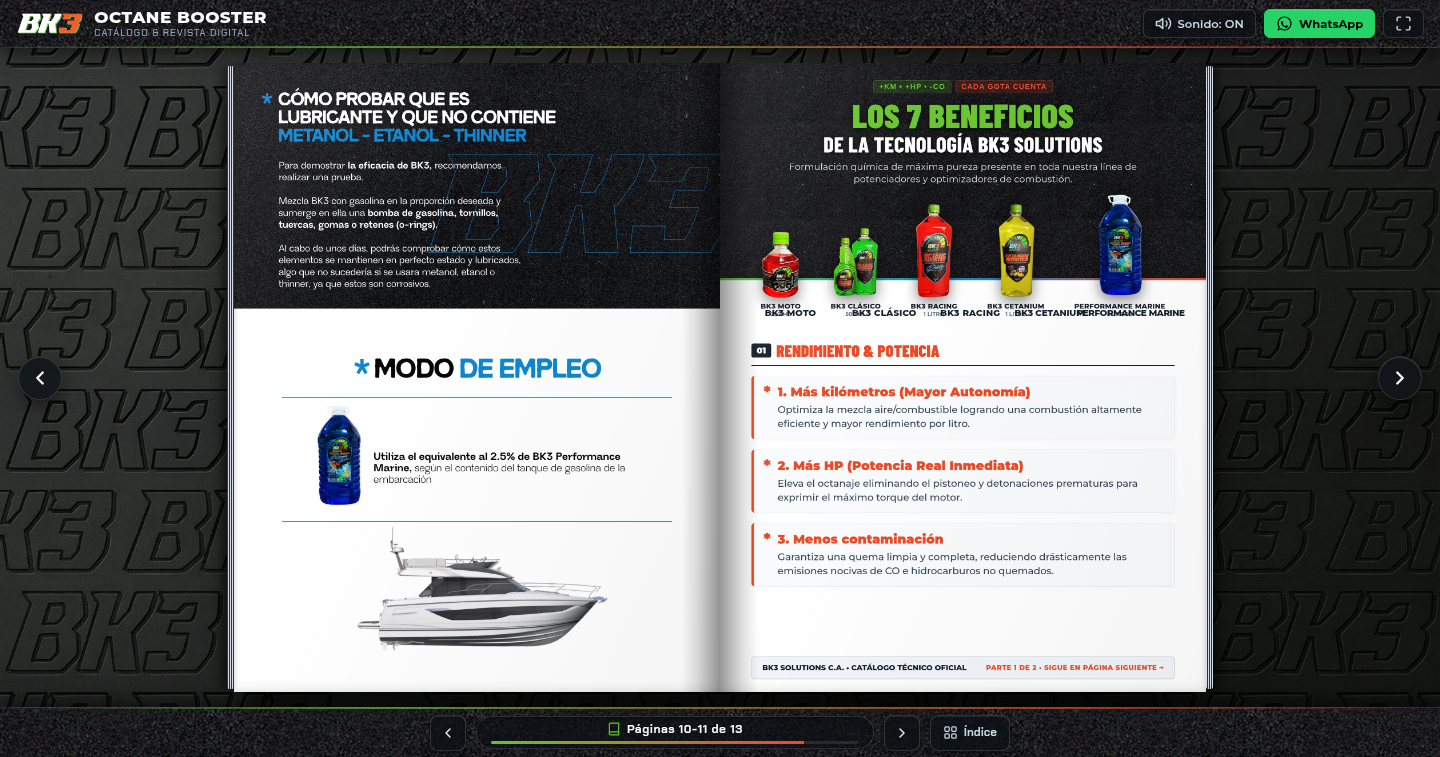 BK3
OCTANE BOOSTER
CATÁLOGO & REVISTA DIGITAL
Sonido: ON
WhatsApp
* CÓMO PROBAR QUE ES
LUBRICANTE Y QUE NO CONTIENE
METANOL - ETANOL - THINNER
Para demostrar la eficacia de BK3, recomendamos
realizar una prueba.
Mezcla BK3 con gasolina en la proporción deseada y
sumerge en ella una bomba de gasolina, tornillos,
tuercas, gomas o retenes (o-rings).
Al cabo de unos días, podrás comprobar cómo estos
elementos se mantienen en perfecto estado y lubricados,
algo que no sucedería si se usara metanol, etanol o
thinner, ya que estos son corrosivos.
BK3
* MODO DE EMPLEO
Utiliza el equivalente al 2.5% de BK3 Performance
Marine, según el contenido del tanque de gasolina de la
embarcación
+KM • +HP • -CO
CADA GOTA CUENTA
LOS 7 BENEFICIOS
DE LA TECNOLOGÍA BK3 SOLUTIONS
Formulación química de máxima pureza presente en toda nuestra línea de
potenciadores y optimizadores de combustión.
BK3 MOTO BK3 CLÁSICO BK3 RACING BK3 CETANIUM PERFORMANCE MARINE
BK3 MOTO BK3 CLÁSICO BK3 RACING BK3 CETANIUM PERFORMANCE MARINE
01 RENDIMIENTO & POTENCIA
* 1. Más kilómetros (Mayor Autonomía)
Optimiza la mezcla aire/combustible logrando una combustión altamente
eficiente y mayor rendimiento por litro.
* 2. Más HP (Potencia Real Inmediata)
Eleva el octanaje eliminando el pistoneo y detonaciones prematuras para
exprimir el máximo torque del motor.
* 3. Menos contaminación
Garantiza una quema limpia y completa, reduciendo drásticamente las
emisiones nocivas de CO e hidrocarburos no quemados.
BK3 SOLUTIONS C.A. • CATÁLOGO TÉCNICO OFICIAL
PARTE 1 DE 2 • SIGUE EN PÁGINA SIGUIENTE →
Páginas 10-11 de 13
Índice